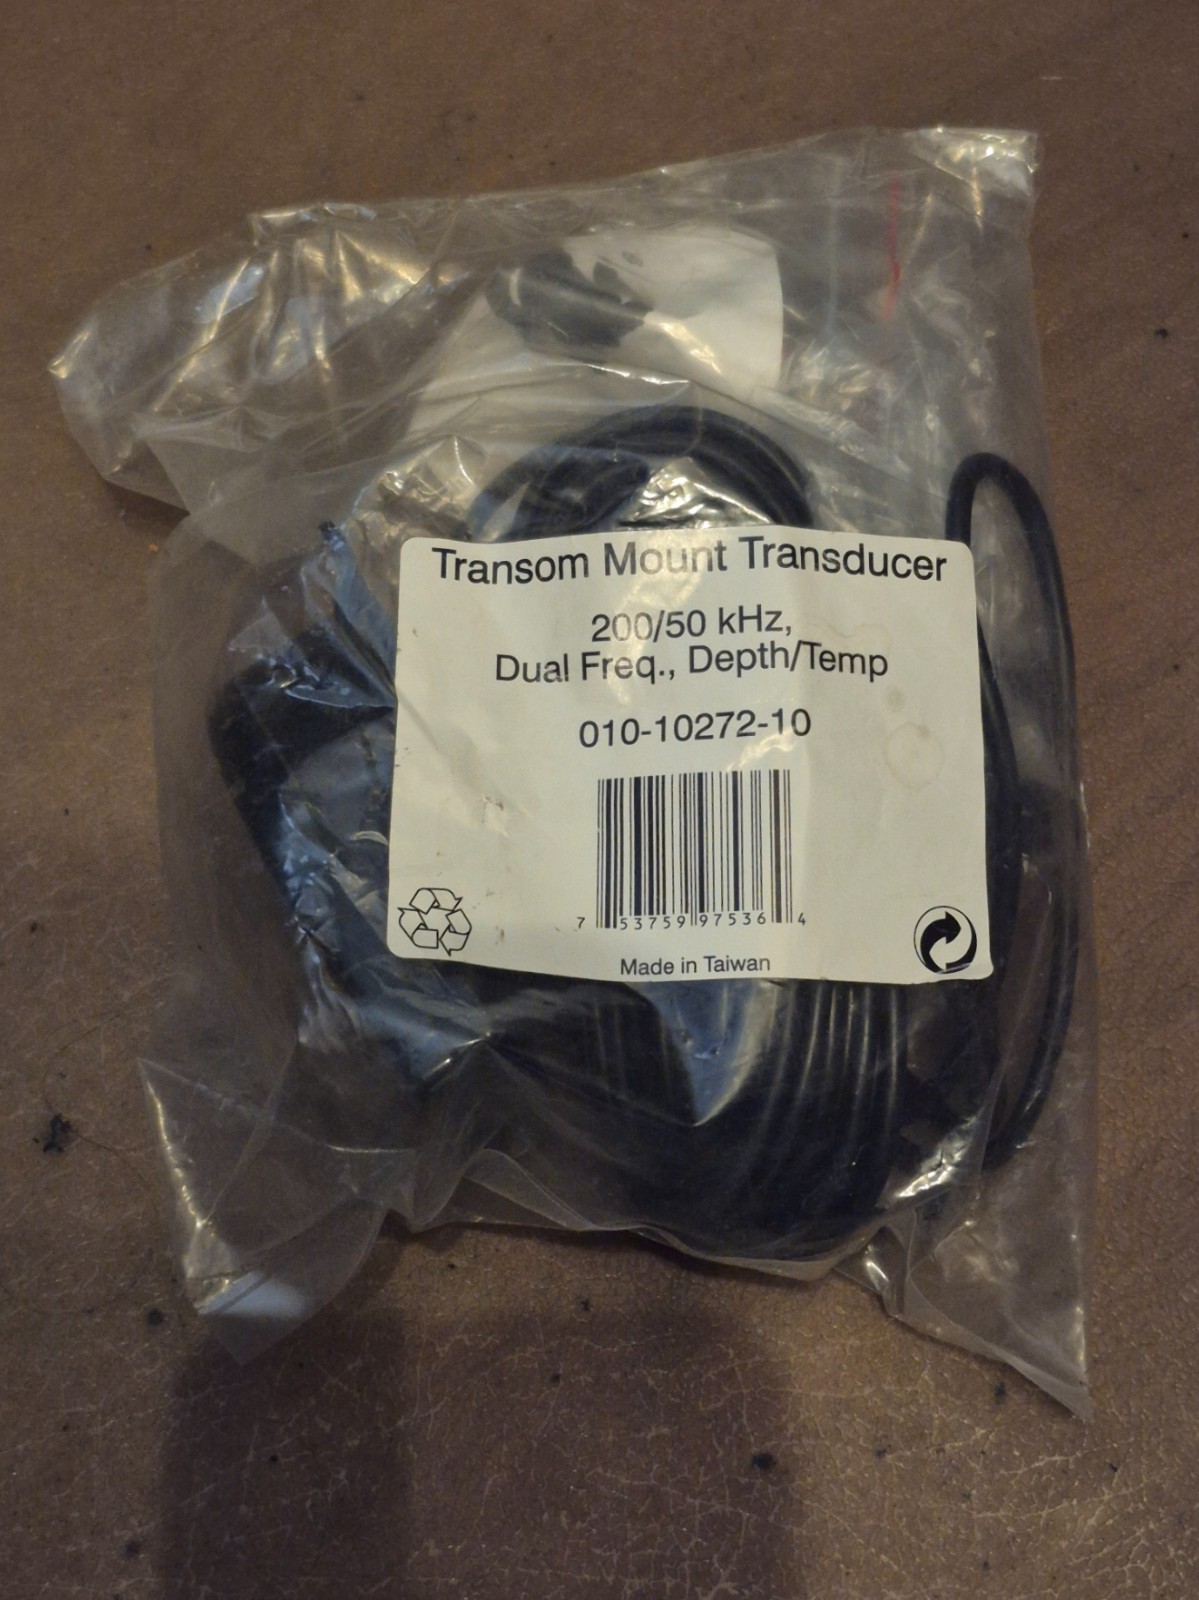 Transom Mount Transducer
200/50 kHz,
Dual Freq., Depth/Temp
010-10272-10
7 53759 97536 4
Made in Taiwan